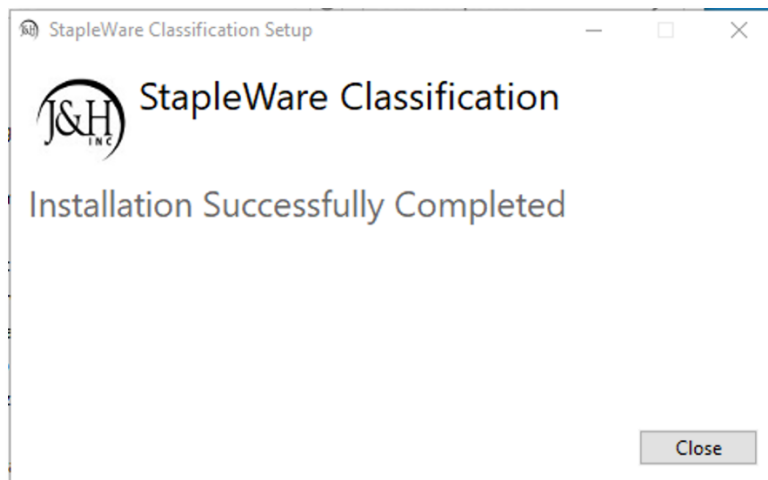 StapleWare Classification Setup
J&H
INC
StapleWare Classification
Installation Successfully Completed
Close